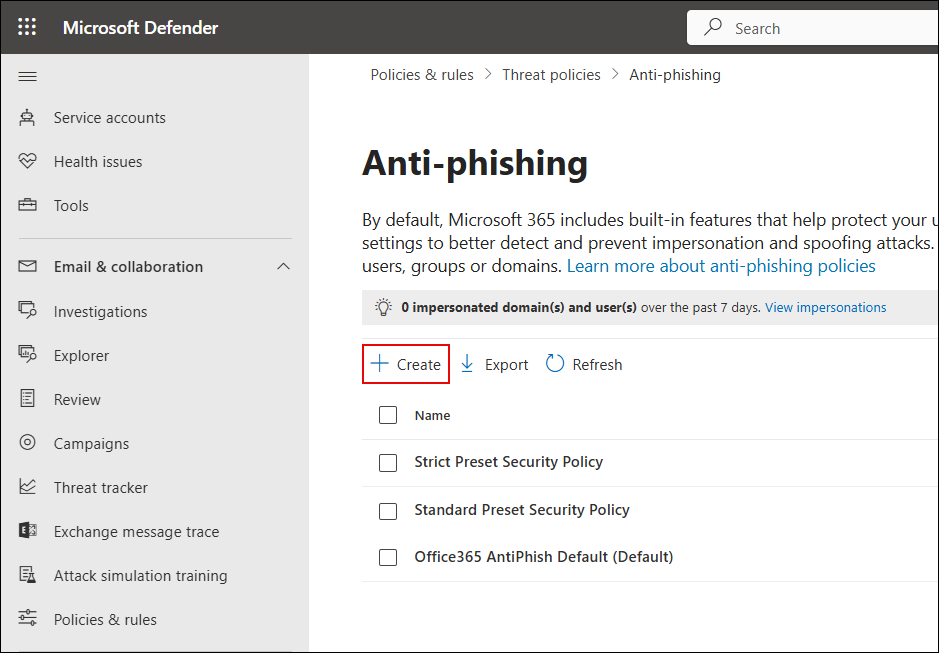 Microsoft Defender
Search
Service accounts
Health issues
Tools
Email & collaboration
Investigations
Explorer
Review
Campaigns
Threat tracker
Exchange message trace
Attack simulation training
Policies & rules
Policies & rules > Threat policies > Anti-phishing
Anti-phishing
By default, Microsoft 365 includes built-in features that help protect your u
settings to better detect and prevent impersonation and spoofing attacks.
users, groups or domains. Learn more about anti-phishing policies
0 impersonated domain(s) and user(s) over the past 7 days. View impersonations
Create Export Refresh
Name
Strict Preset Security Policy
Standard Preset Security Policy
Office365 AntiPhish Default (Default)